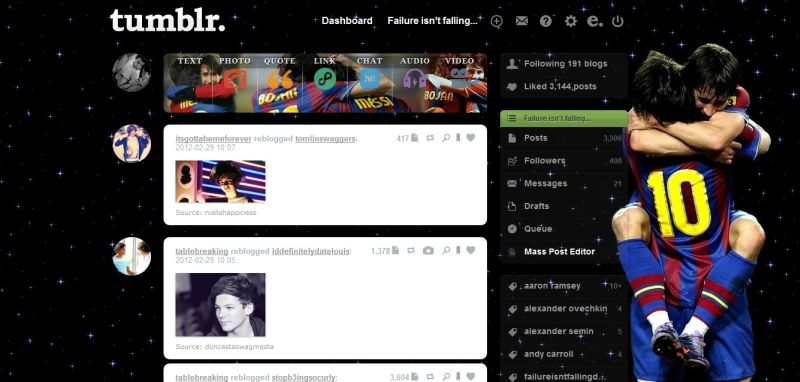 tumblr.
Dashboard
Failure isn't falling...
TEXT
PHOTO
QUOTE
LINK
CHAT
AUDIO
VIDEO
hi!
BOJAN
MESSI
BOJAN
itsgottabemeforever reblogged tomlinswaggers:
417
2012-02-29 10:07
Source: niallshappiness
tablebreaking reblogged iddefinitelydatelouis:
1,378
2012-02-29 10:05
Source: doncastaswagmasta
tablebreaking reblogged stopb3ingsocurly:
3,604
Following 191 blogs
Liked 3,144 posts
Failure isn't falling...
Posts 3,306
Followers 400
Messages 21
Drafts
Queue
Mass Post Editor
aaron ramsey 10+
alexander ovechkin 4
alexander semin 5
andy carroll 4
failureisntfallingd...
10